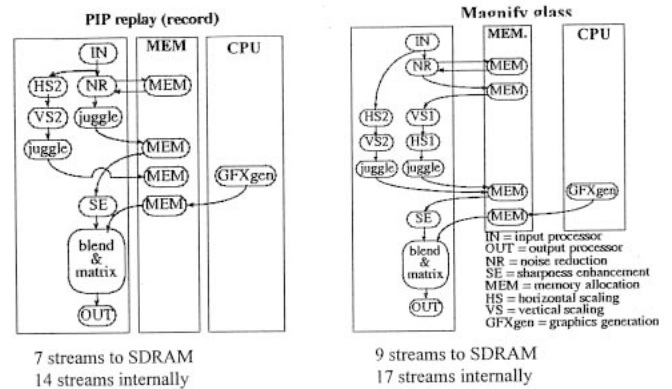 PIP replay (record)
MEM
CPU
IN
HS2
NR
MEM
VS2
juggle
juggle
MEM
MEM
GFXgen
SE
MEM
blend
&
matrix
OUT
7 streams to SDRAM
14 streams internally
Magnify glass
MEM.
CPU
IN
NR
MEM
MEM
HS2
VS1
VS2
HS1
juggle
juggle
MEM
GFXgen
SE
MEM
blend
&
matrix
OUT
IN = input processor
OUT = output processor
NR = noise reduction
SE = sharpness enhancement
MEM = memory allocation
HS = horizontal scaling
VS = vertical scaling
GFXgen = graphics generation
9 streams to SDRAM
17 streams internally